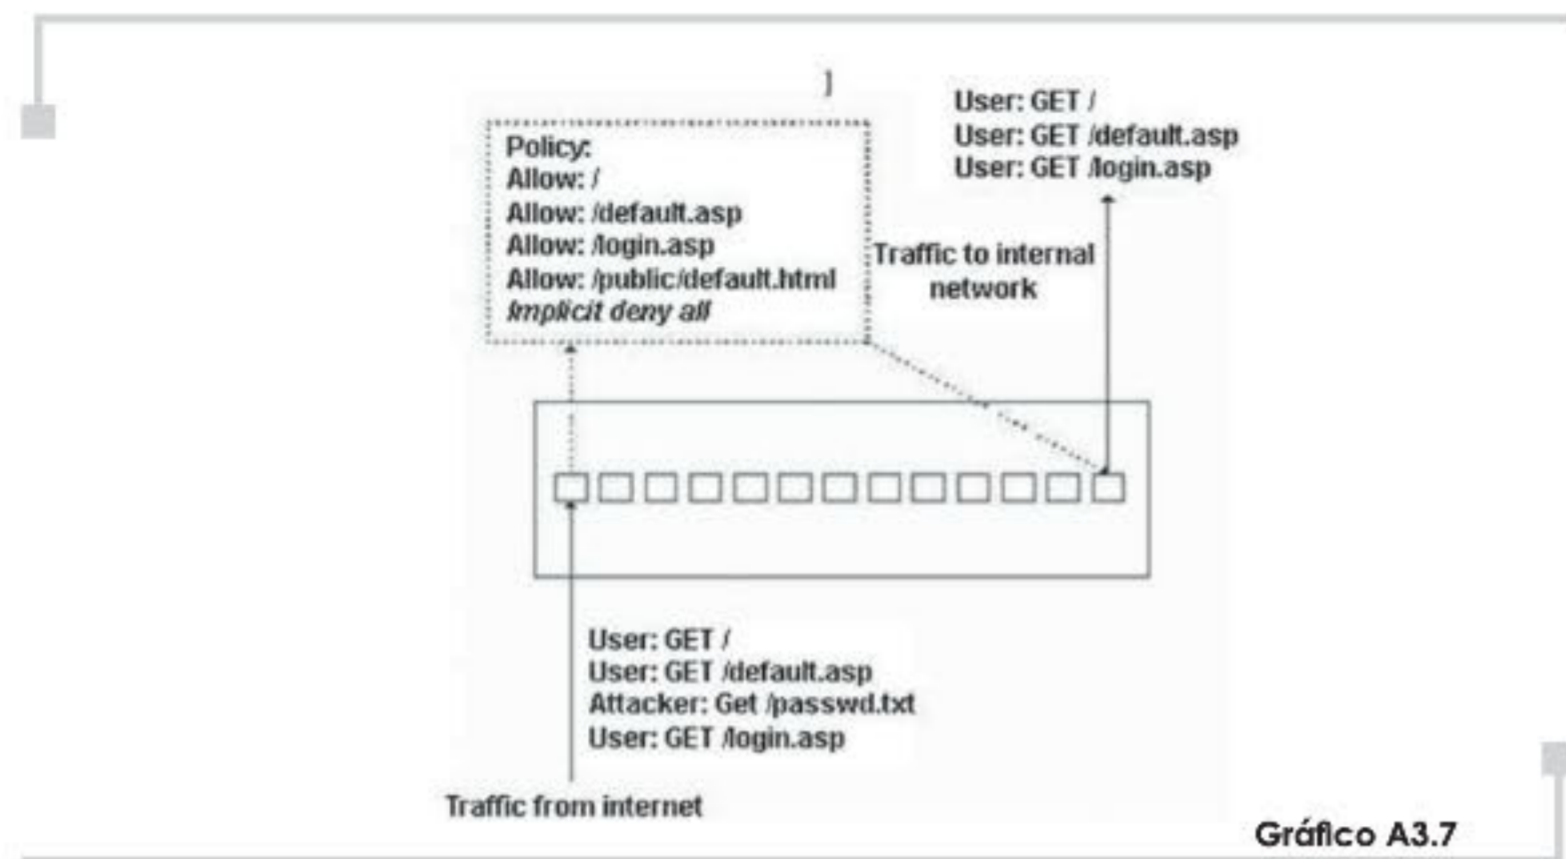 ]
Policy:
Allow: /
Allow: /default.asp
Allow: /login.asp
Allow: /public/default.html
Implicit deny all
User: GET /
User: GET /default.asp
User: GET /login.asp
Traffic to internal
network
User: GET /
User: GET /default.asp
Attacker: Get /passwd.txt
User: GET /login.asp
Traffic from internet
Gráfico A3.7